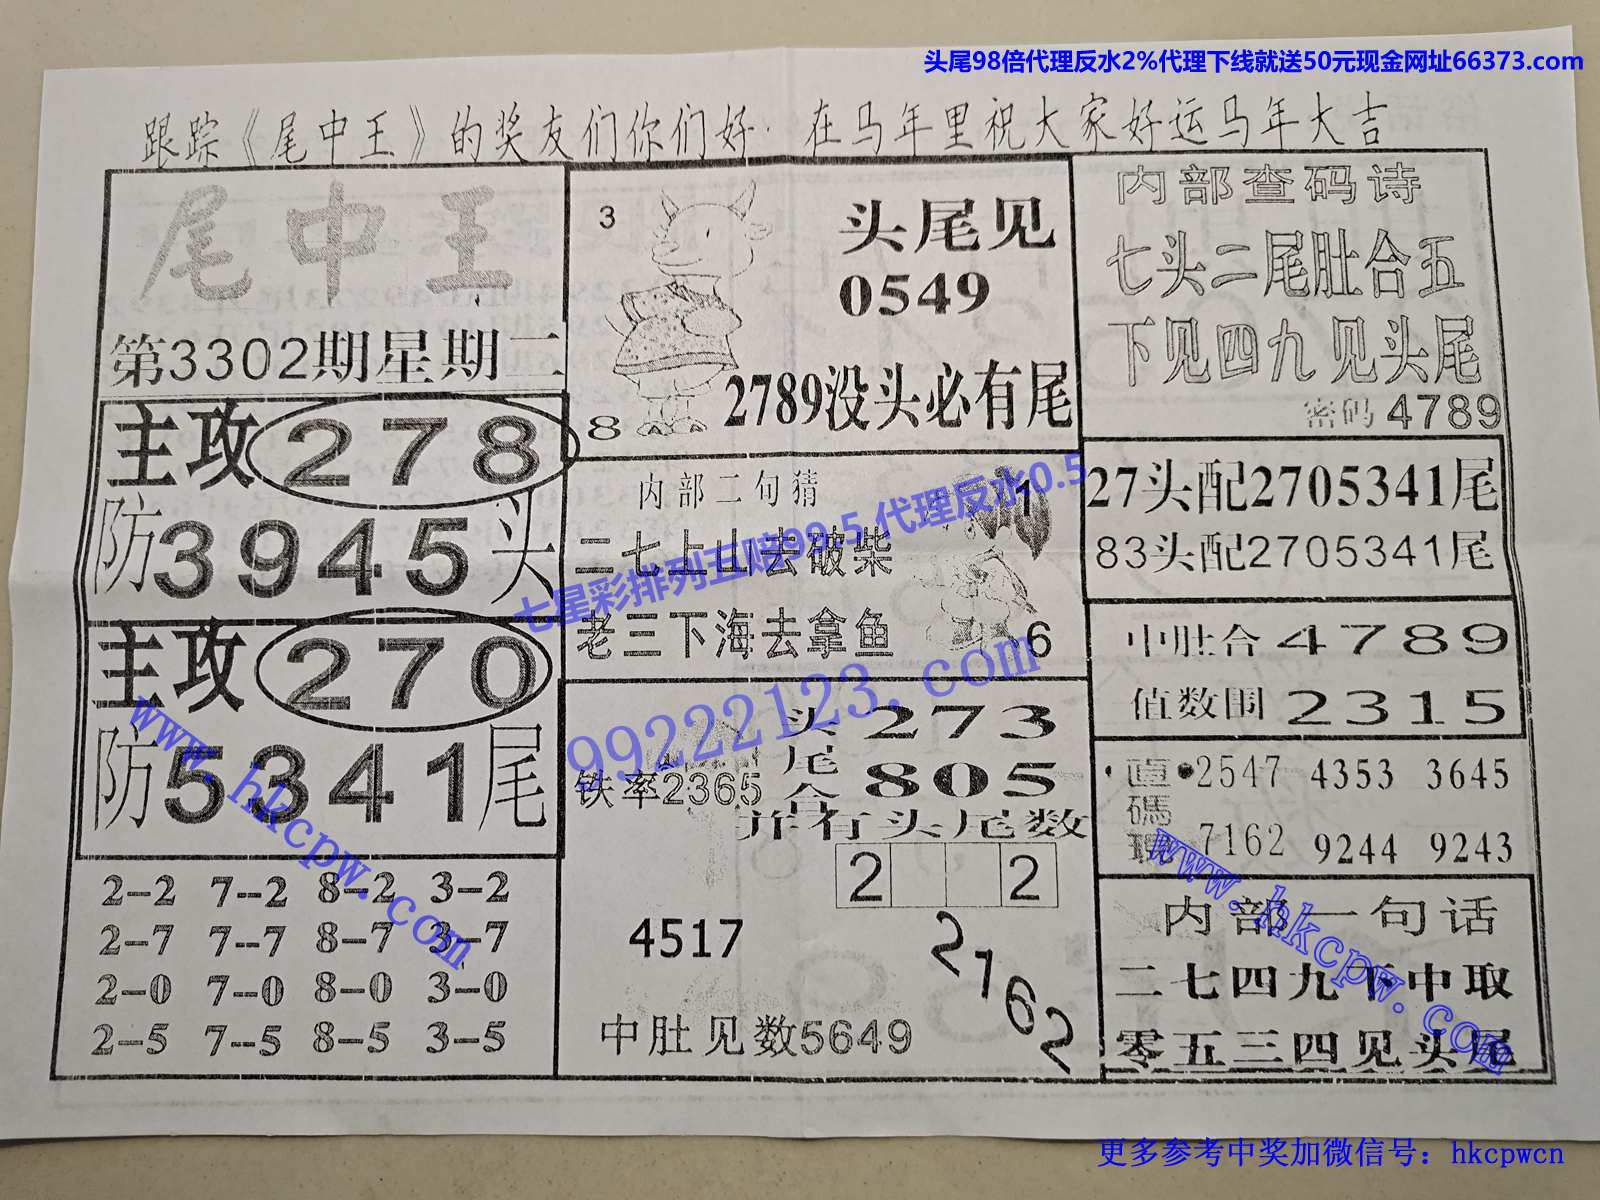 头尾98倍代理反水2%代理下线就送50元现金网址66373.com
跟踪《尾中王》的奖友们你们好·在马年里祝大家好运马年大吉
尾中王
第3302期星期二
主攻278
防3945头
主攻270
防5341尾
2--2 7--2 8--2 3--2
2--7 7--7 8--7 3--7
2--0 7--0 8--0 3--0
2--5 7--5 8--5 3--5
3
8
头尾见
0549
2789没头必有尾
内部二句猜
二七上山去破柴
老三下海去拿鱼
1
6
头273
尾
合805
铁率2365
并有头尾数
2 2
4517
2762
中肚见数5649
内部查码诗
七头二尾肚合五
下见四九见头尾
密码4789
27头配2705341尾
83头配2705341尾
中肚合4789
值数围2315
直碼
2547 4353 3645
7162 9244 9243
内部一句话
二七四九下中取
零五三四见头尾
七星彩排列五赔99.5代理反水0.5
99222123.com
www.hkcpw.com
www.hkcpw.com
更多参考中奖加微信号：hkcpwcn